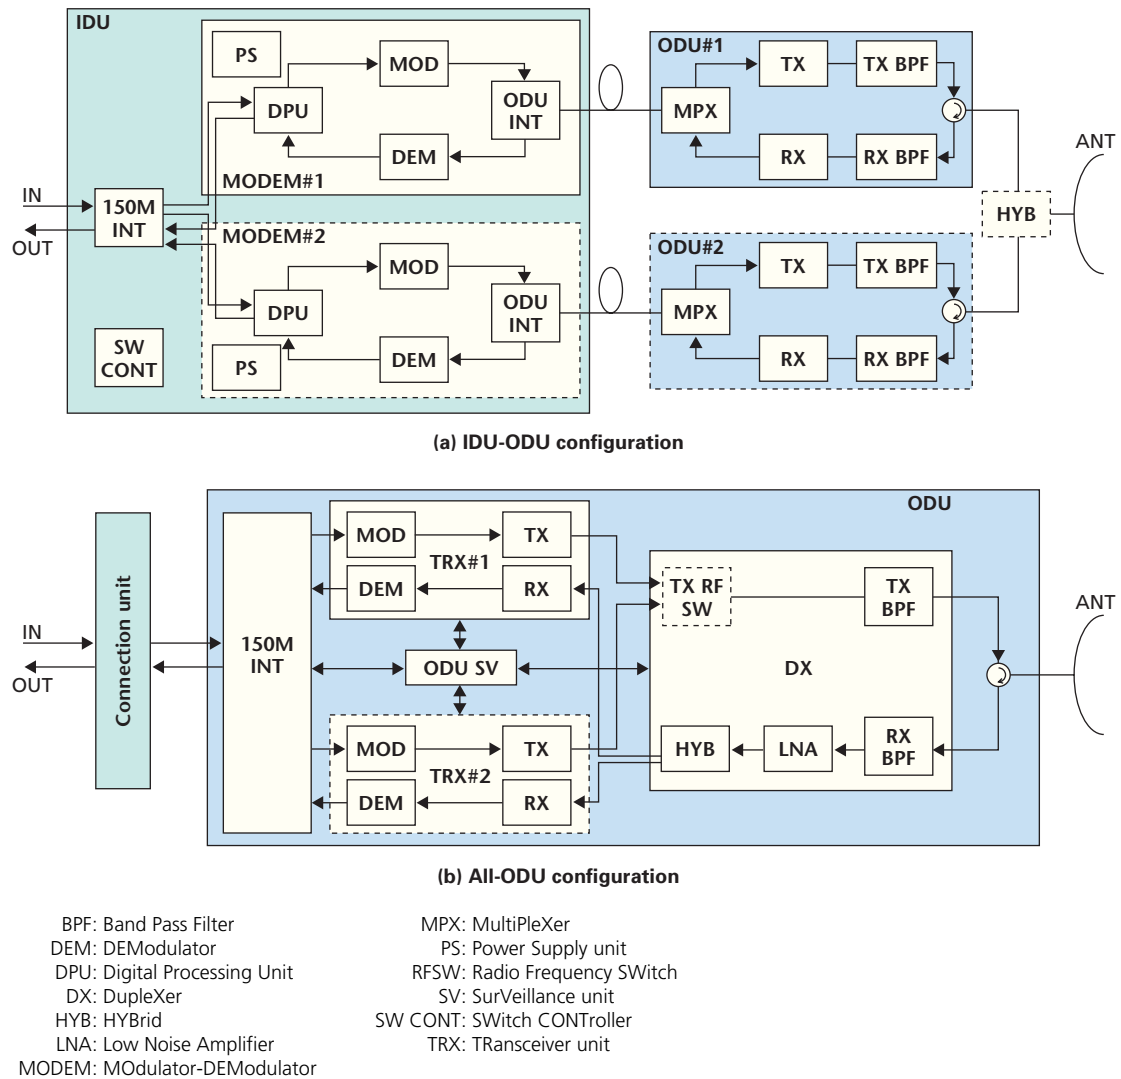 IDU
PS
MOD
DPU
ODU
INT
DEM
MODEM#1
IN
OUT
150M
INT
MODEM#2
MOD
DPU
ODU
INT
DEM
PS
SW
CONT
ODU#1
TX
TX BPF
MPX
RX
RX BPF
ANT
HYB
ODU#2
TX
TX BPF
MPX
RX
RX BPF
(a) IDU-ODU configuration
ODU
Connection unit
IN
OUT
150M
INT
MOD
TX
TRX#1
DEM
RX
ODU SV
MOD
TX
TRX#2
DEM
RX
TX RF
SW
TX
BPF
DX
HYB
LNA
RX
BPF
ANT
(b) All-ODU configuration
BPF: Band Pass Filter
DEM: DEModulator
DPU: Digital Processing Unit
DX: DupleXer
HYB: HYBrid
LNA: Low Noise Amplifier
MODEM: MOdulator-DEModulator
MPX: MultiPleXer
PS: Power Supply unit
RFSW: Radio Frequency SWitch
SV: SurVeillance unit
SW CONT: SWitch CONTroller
TRX: TRansceiver unit